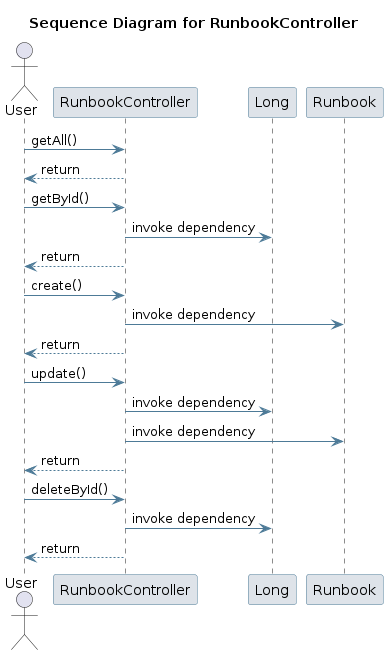 Sequence Diagram for RunbookController
User
RunbookController
Long
Runbook
getAll()
return
getById()
invoke dependency
return
create()
invoke dependency
return
update()
invoke dependency
invoke dependency
return
deleteById()
invoke dependency
return
User
RunbookController
Long
Runbook